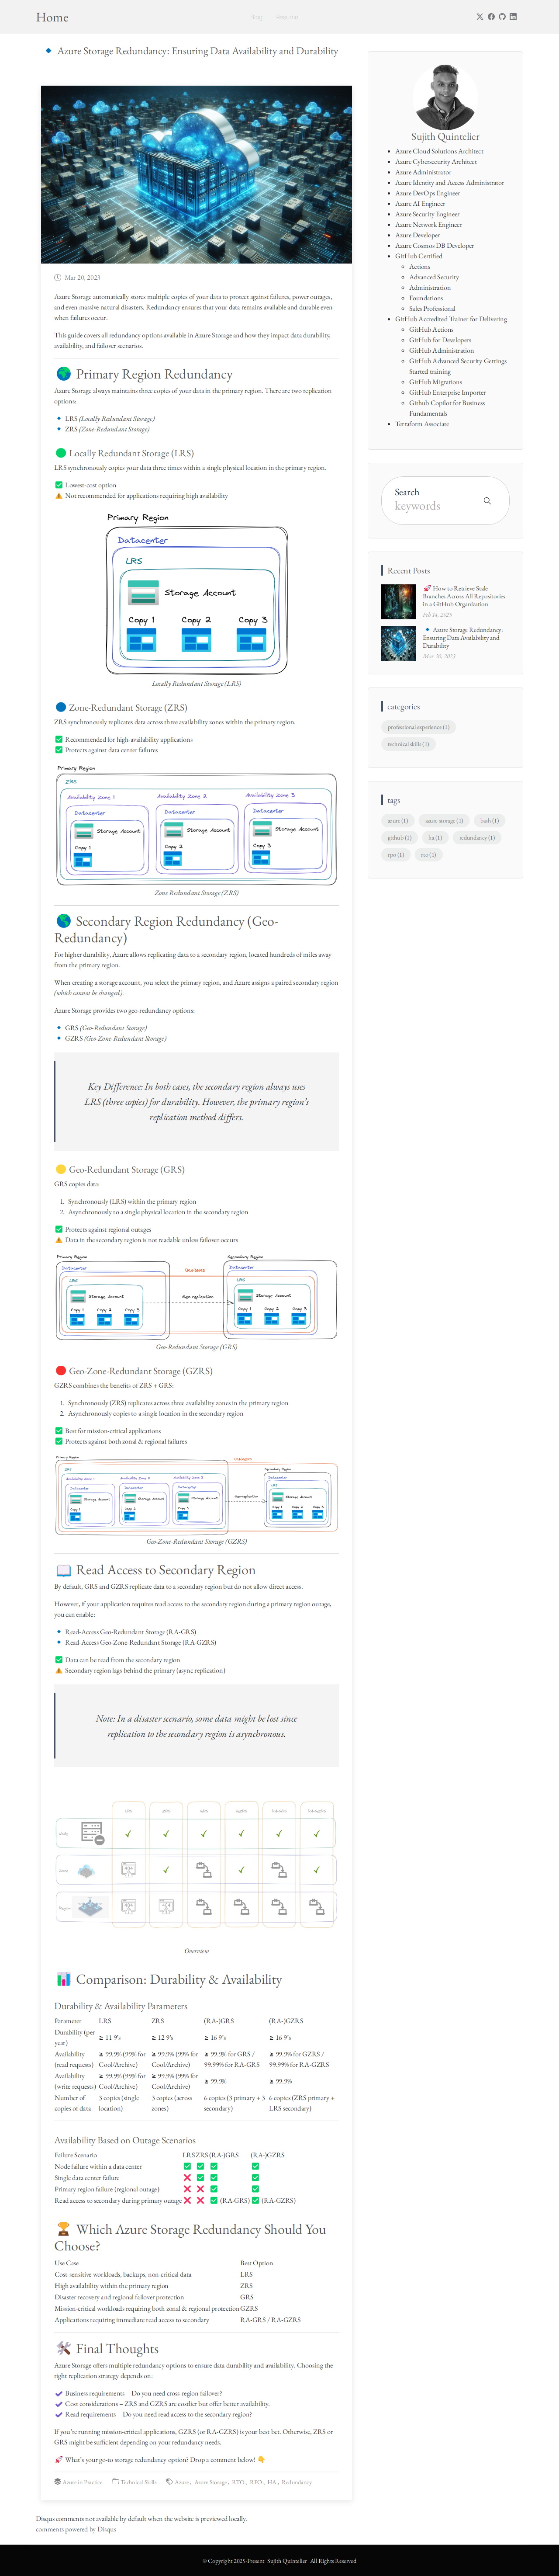 Home
Blog Resume
🔹 Azure Storage Redundancy: Ensuring Data Availability and Durability
Mar 20, 2023
Azure Storage automatically stores multiple copies of your data to protect against failures, power outages,
and even massive natural disasters. Redundancy ensures that your data remains available and durable even
when failures occur.
This guide covers all redundancy options available in Azure Storage and how they impact data durability,
availability, and failover scenarios.
🌍 Primary Region Redundancy
Azure Storage always maintains three copies of your data in the primary region. There are two replication
options:
🔹 LRS (Locally Redundant Storage)
🔹 ZRS (Zone-Redundant Storage)
🟢 Locally Redundant Storage (LRS)
LRS synchronously copies your data three times within a single physical location in the primary region.
✅ Lowest-cost option
⚠️ Not recommended for applications requiring high availability
Primary Region
Datacenter
LRS
Storage Account
Copy 1 Copy 2 Copy 3
Locally Redundant Storage (LRS)
🔵 Zone-Redundant Storage (ZRS)
ZRS synchronously replicates data across three availability zones within the primary region.
✅ Recommended for high-availability applications
✅ Protects against data center failures
Primary Region
ZRS
Availability Zone 1 Availability Zone 2 Availability Zone 3
Datacenter Datacenter Datacenter
Storage Account Storage Account Storage Account
Copy 1 Copy 2 Copy 3
Zone Redundant Storage (ZRS)
🌎 Secondary Region Redundancy (Geo-
Redundancy)
For higher durability, Azure allows replicating data to a secondary region, located hundreds of miles away
from the primary region.
When creating a storage account, you select the primary region, and Azure assigns a paired secondary region
(which cannot be changed).
Azure provides two geo-redundancy options:
🔹 GRS (Geo-Redundant Storage)
🔹 GZRS (Geo-Zone-Redundant Storage)
Key Difference: In both cases, the secondary region always uses
LRS (three copies) for durability. However, the primary region's
replication method differs.
🟡 Geo-Redundant Storage (GRS)
GRS copies data:
1. Synchronously (LRS) within the primary region
2. Asynchronously to a single physical location in the secondary region
✅ Protects against regional outages
⚠️ Data in the secondary region is not readable unless failover occurs
Primary Region Secondary Region
Datacenter Datacenter
LRS LRS
Storage Account Storage Account
Geo-replication
Copy 1 Copy 2 Copy 3 Copy 1 Copy 2 Copy 3
Geo-Redundant Storage (GRS)
🔴 Geo-Zone-Redundant Storage (GZRS)
GZRS combines the benefits of ZRS + GRS:
1. Synchronously (ZRS) replicates across three availability zones in the primary region
2. Asynchronously copies to a single location in the secondary region
✅ Best for mission-critical applications
✅ Protects against both zonal & regional failures
Primary Region Secondary Region
Availability Zone 1 Availability Zone 2 Availability Zone 3
Datacenter Datacenter Datacenter Datacenter
Storage Account Storage Account Storage Account Storage Account
Geo-replication
Copy 1 Copy 2 Copy 3 Copy 1 Copy 2 Copy 3
Geo-Zone-Redundant Storage (GZRS)
📖 Read Access to Secondary Region
By default, GRS and GZRS replicate data to a secondary region but do not allow direct access.
However, if your application requires read access to the secondary region during a primary region outage,
you can enable:
🔹 Read-Access Geo-Redundant Storage (RA-GRS)
🔹 Read-Access Geo-Zone-Redundant Storage (RA-GZRS)
✅ Data can be read from the secondary region
⚠️ Secondary region lags behind the primary (async replication)
Note: In a disaster scenario, some data might be lost since
replication to the secondary region is asynchronous.
Overview
📊 Comparison: Durability & Availability
Durability & Availability Parameters
Parameter LRS ZRS (RA-)GRS (RA-)GZRS
Durability (per year) ≥ 11 9's ≥ 12 9's ≥ 16 9's ≥ 16 9's
Availability (read requests) ≥ 99.9% (99% for Cool/Archive) ≥ 99.9% (99% for Cool/Archive) ≥ 99.9% for GRS / 99.99% for RA-GRS ≥ 99.9% for GZRS / 99.99% for RA-GZRS
Availability (write requests) ≥ 99.9% (99% for Cool/Archive) ≥ 99.9% (99% for Cool/Archive) ≥ 99.9% ≥ 99.9%
Number of copies of data 3 copies (single location) 3 copies (across zones) 6 copies (3 primary + 3 secondary) 6 copies (ZRS primary + LRS secondary)
Availability Based on Outage Scenarios
Failure Scenario LRS ZRS (RA-)GRS (RA-)GZRS
Node failure within a data center ✅ ✅ ✅ ✅
Single data center failure ❌ ✅ ✅ ✅
Primary region failure (regional outage) ❌ ❌ ✅ ✅
Read access to secondary during primary outage ❌ ❌ ✅ (RA-GRS) ✅ (RA-GZRS)
🏆 Which Azure Storage Redundancy Should You
Choose?
Use Case Best Option
Cost-sensitive workloads, backups, non-critical data LRS
High availability within the primary region ZRS
Disaster recovery and regional failover protection GRS
Mission-critical workloads requiring both zonal & regional protection GZRS
Applications requiring immediate read access to secondary RA-GRS / RA-GZRS
🛠️ Final Thoughts
Azure Storage offers multiple redundancy options to ensure data durability and availability. Choosing the
right replication strategy depends on:
✔ Business requirements – Do you need cross-region failover?
✔ Cost considerations – ZRS and GZRS are costlier but offer better availability.
✔ Read requirements – Do you need read access to the secondary region?
If you're running mission-critical applications, GZRS (or RA-GZRS) is your best bet. Otherwise, ZRS or
GRS might be sufficient depending on your redundancy needs.
🚀 What's your go-to storage redundancy option? Drop a comment below! 👇
Azure in Practice Technical Skills Azure, Azure Storage, RTO, RPO, HA, Redundancy
Disqus comments not available by default when the website is previewed locally.
comments powered by Disqus
Sujith Quintelier
Azure Cloud Solutions Architect
Azure Cybersecurity Architect
Azure Administrator
Azure Identity and Access Administrator
Azure DevOps Engineer
Azure AI Engineer
Azure Security Engineer
Azure Network Engineer
Azure Developer
Azure Cosmos DB Developer
GitHub Certified
Actions
Advanced Security
Administration
Foundations
Sales Professional
GitHub Accredited Trainer for Delivering
GitHub Actions
GitHub for Developers
GitHub Administration
GitHub Advanced Security Gettings
Started training
GitHub Migrations
GitHub Enterprise Importer
Github Copilot for Business
Fundamentals
Terraform Associate
Search
keywords
Recent Posts
🚀 How to Retrieve Stale
Branches Across All Repositories
in a GitHub Organization
Feb 14, 2025
🔹 Azure Storage Redundancy:
Ensuring Data Availability and
Durability
Mar 20, 2023
categories
professional experience (1)
technical skills (1)
tags
azure (1) azure storage (1) bash (1)
github (1) ha (1) redundancy (1)
rpo (1) rto (1)
© Copyright 2025-Present Sujith Quintelier All Rights Reserved